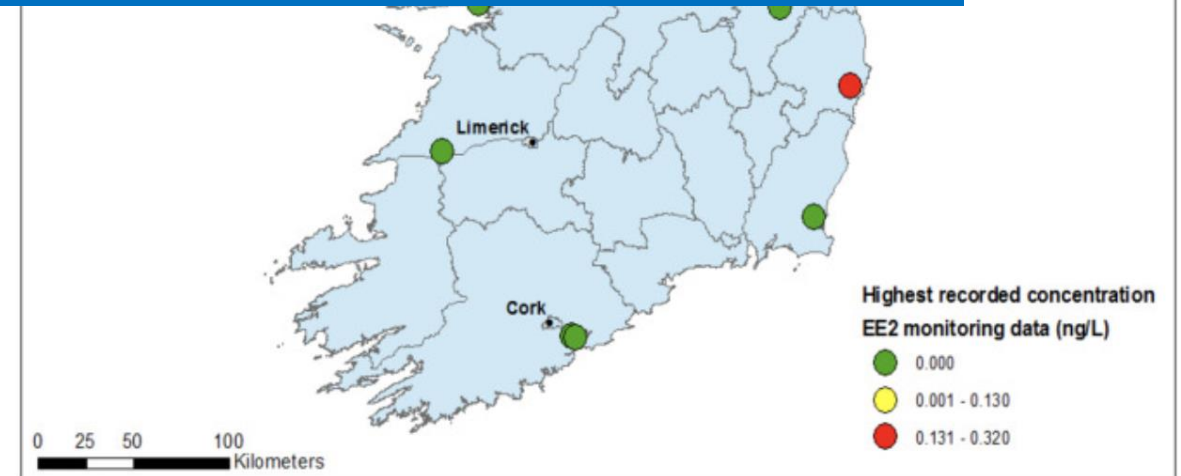 Limerick
Cork
Highest recorded concentration
EE2 monitoring data (ng/L)
0.000
0.001 - 0.130
0.131 - 0.320
0 25 50 100
Kilometers